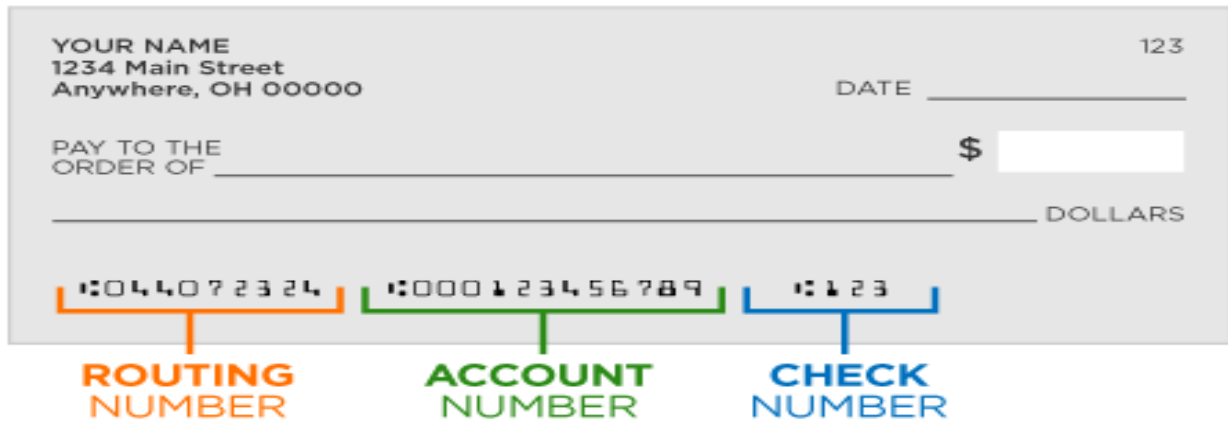 YOUR NAME 123
1234 Main Street
Anywhere, OH 00000 DATE
PAY TO THE
ORDER OF $
DOLLARS
⑆044072324 ⑆000123456789 ⑆123
ROUTING NUMBER
ACCOUNT NUMBER
CHECK NUMBER